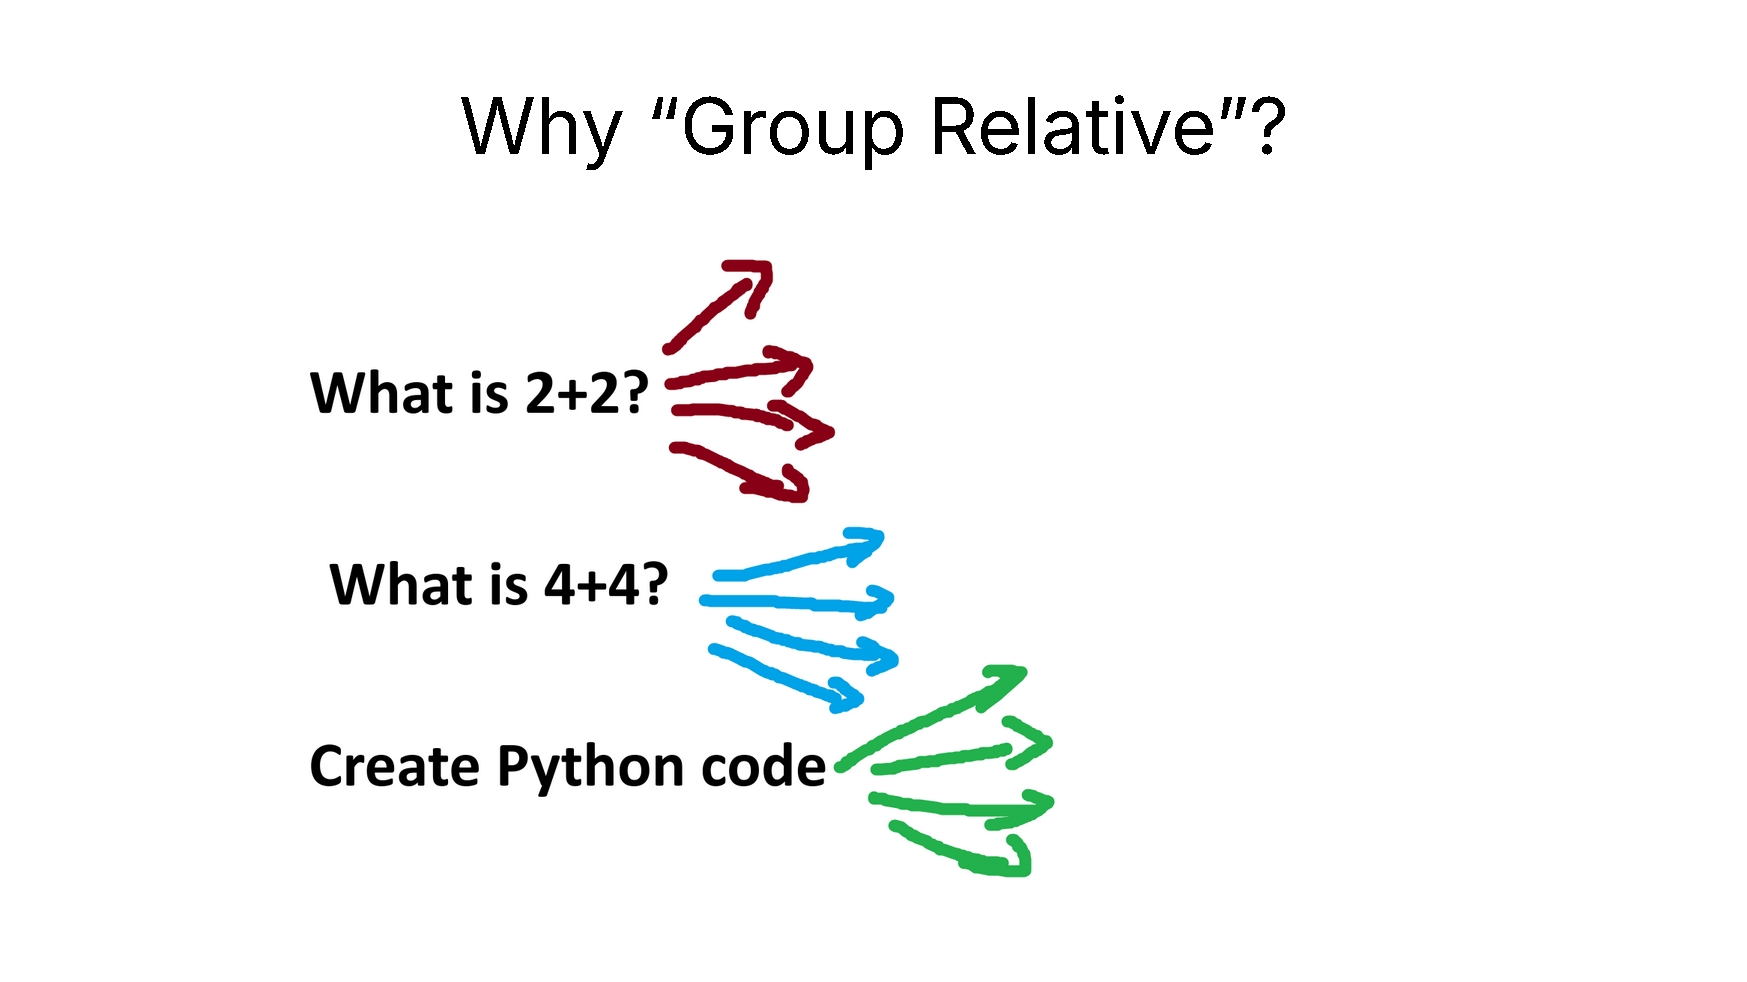 Why “Group Relative”?
What is 2+2?
What is 4+4?
Create Python code